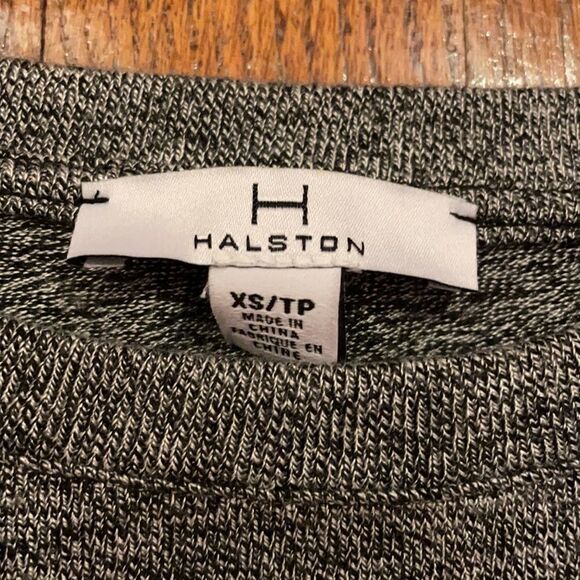 H
HALSTON
XS/TP
MADE IN
CHINA
FABRIQUE EN
CHINE